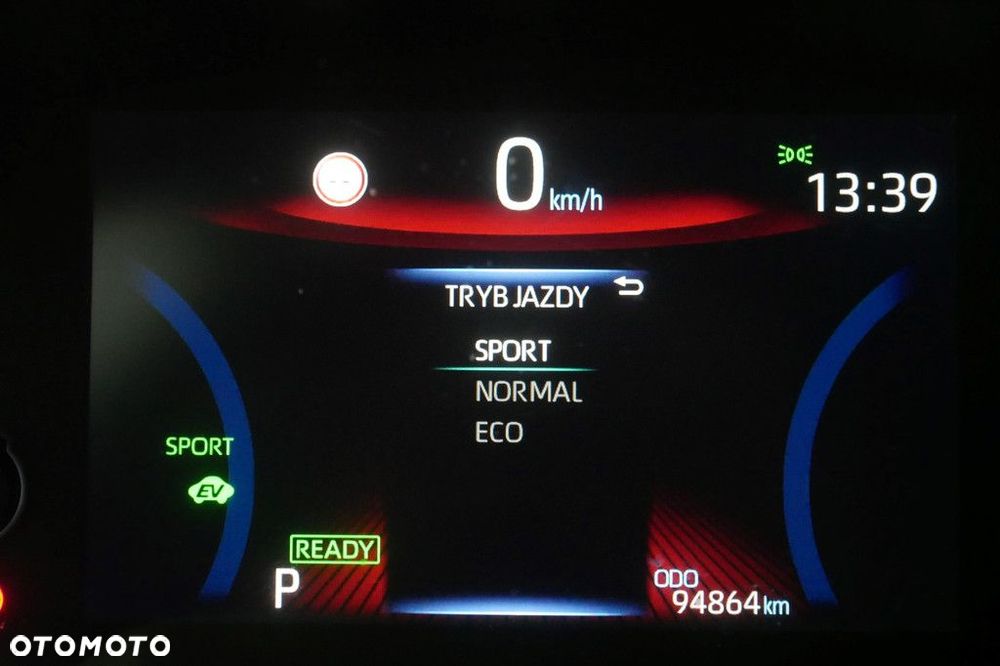 0 km/h
13:39
TRYB JAZDY
SPORT
NORMAL
ECO
SPORT
EV
READY
P
ODO
94864 km
OTOMOTO